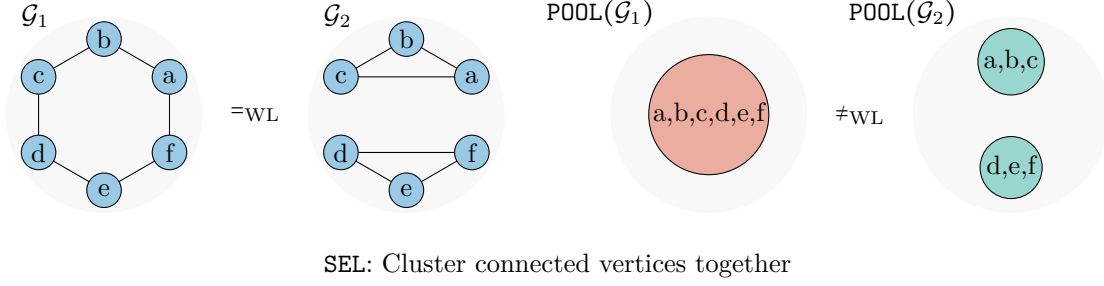 𝒢₁
b
c
a
d
f
e
=WL
𝒢₂
b
c
a
d
f
e
POOL(𝒢₁)
a,b,c,d,e,f
≠WL
POOL(𝒢₂)
a,b,c
d,e,f
SEL: Cluster connected vertices together